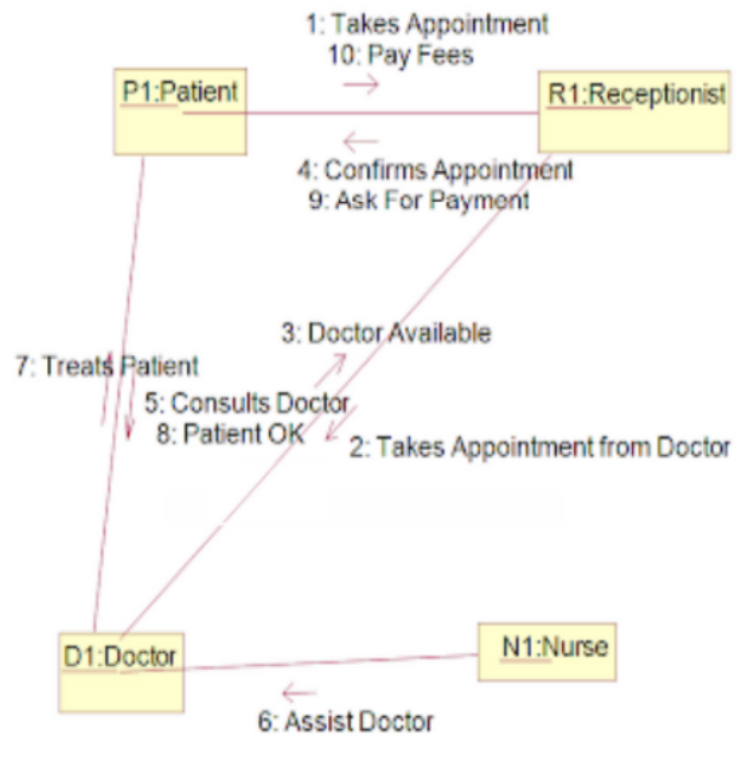 1: Takes Appointment
10: Pay Fees
P1:Patient
R1:Receptionist
4: Confirms Appointment
9: Ask For Payment
3: Doctor Available
7: Treats Patient
5: Consults Doctor
8: Patient OK
2: Takes Appointment from Doctor
D1:Doctor
N1:Nurse
6: Assist Doctor